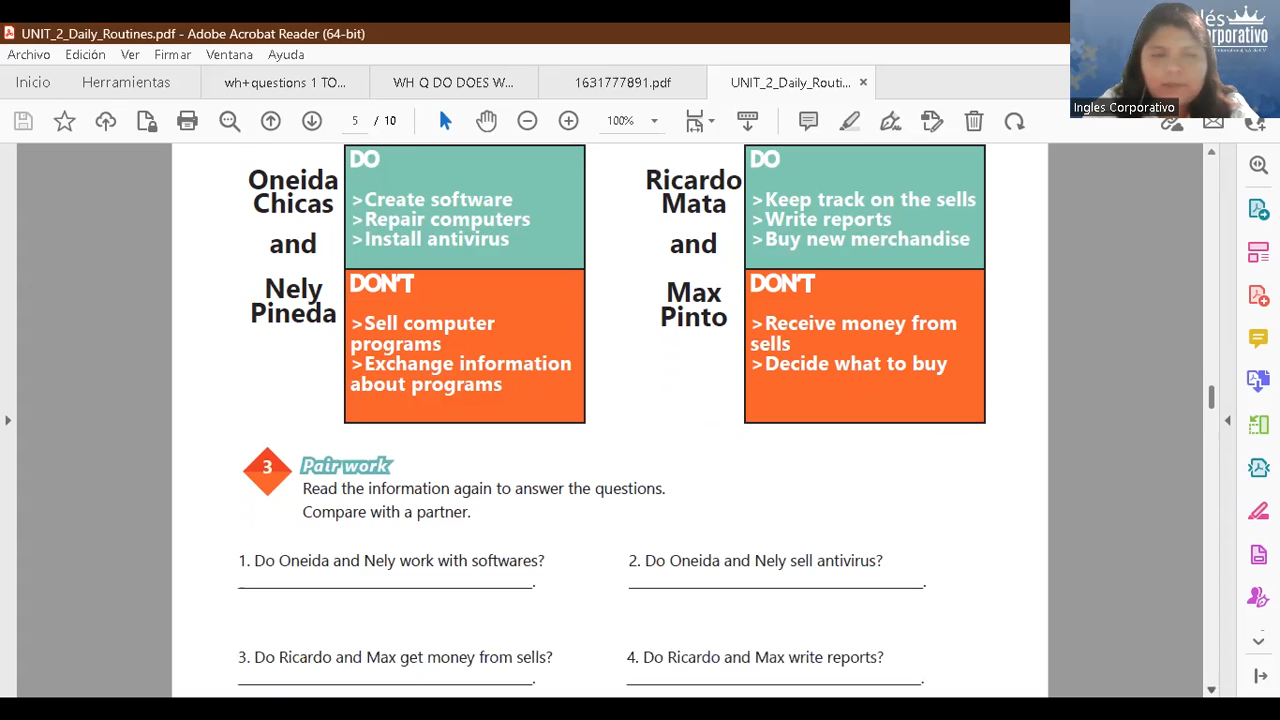 UNIT_2_Daily_Routines.pdf - Adobe Acrobat Reader (64-bit)
Archivo Edición Ver Firmar Ventana Ayuda
Inicio Herramientas wh+questions 1 TO... WH Q DO DOES W... 1631777891.pdf UNIT_2_Daily_Routi... ×
5 / 10 100%
Ingles Corporativo
Oneida
Chicas
and
Nely
Pineda
DO
>Create software
>Repair computers
>Install antivirus
DON'T
>Sell computer
programs
>Exchange information
about programs
Ricardo
Mata
and
Max
Pinto
DO
>Keep track on the sells
>Write reports
>Buy new merchandise
DON'T
>Receive money from
sells
>Decide what to buy
3 Pair work
Read the information again to answer the questions.
Compare with a partner.
1. Do Oneida and Nely work with softwares?
2. Do Oneida and Nely sell antivirus?
3. Do Ricardo and Max get money from sells?
4. Do Ricardo and Max write reports?